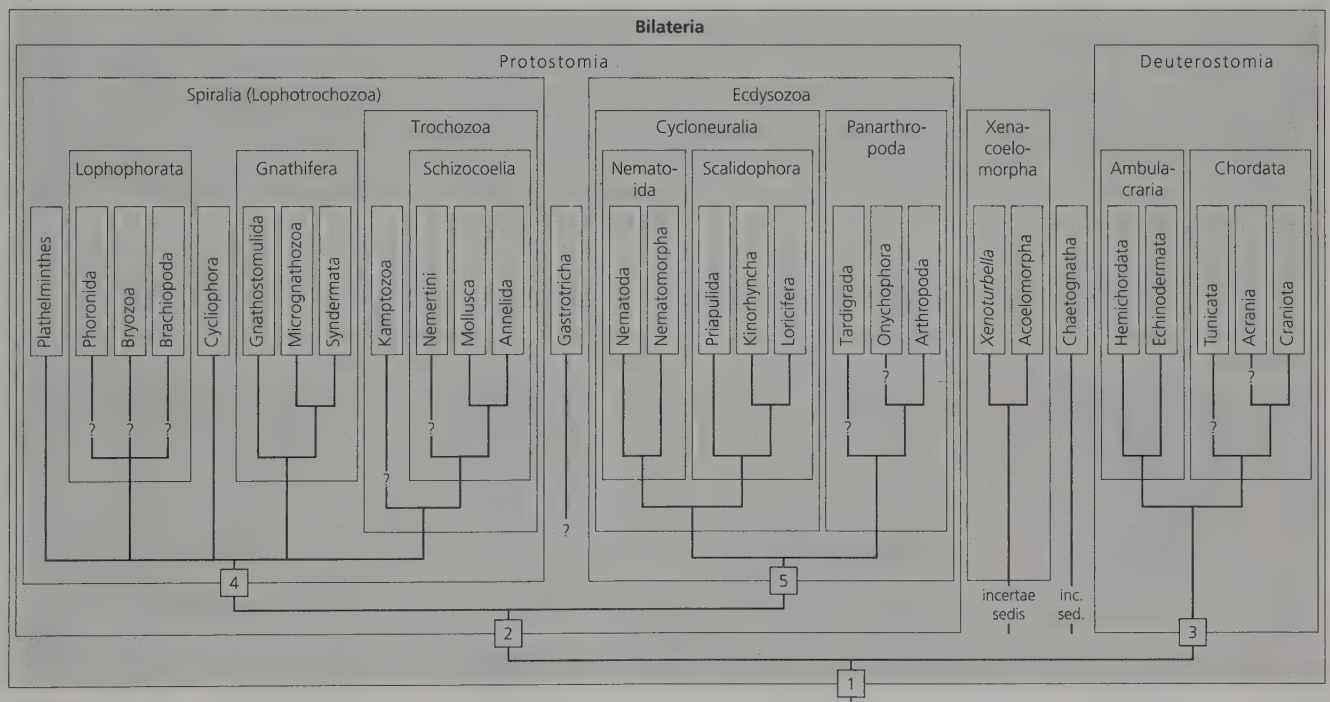 Bilateria
Protostomia
Deuterostomia
Spiralia (Lophotrochozoa)
Ecdysozoa
Trochozoa
Cycloneuralia
Panarthro-
poda
Xena-
coelo-
morpha
Lophophorata
Gnathifera
Schizocoelia
Nemato-
ida
Scalidophora
Ambula-
craria
Chordata
Plathelminthes
Phoronida
Bryozoa
Brachiopoda
Cycliophora
Gnathostomulida
Micrognathozoa
Syndermata
Kamptozoa
Nemertini
Mollusca
Annelida
Gastrotricha
Nematoda
Nematomorpha
Priapulida
Kinorhyncha
Loricifera
Tardigrada
Onychophora
Arthropoda
Xenoturbella
Acoelomorpha
Chaetognatha
Hemichordata
Echinodermata
Tunicata
Acrania
Craniota
?
?
?
?
?
?
?
?
?
?
?
4
5
incertae
sedis
inc.
sed.
2
3
1